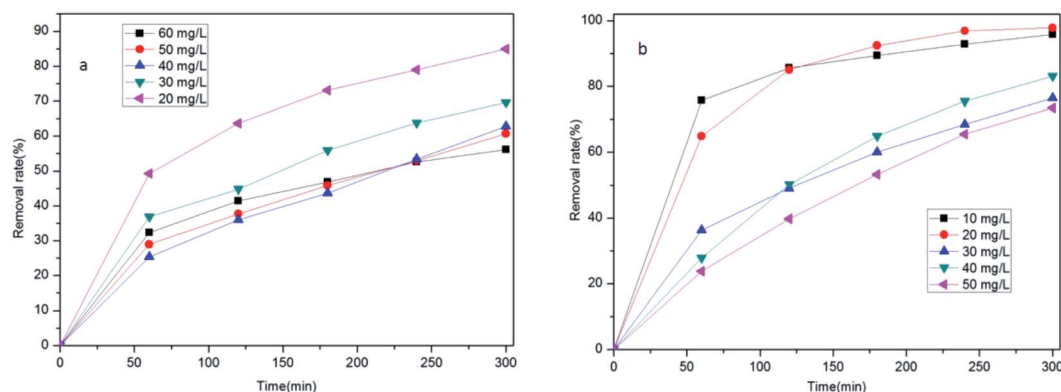 a
60 mg/L
50 mg/L
40 mg/L
30 mg/L
20 mg/L
90
80
70
60
50
40
30
20
10
0
Removal rate(%)
0 50 100 150 200 250 300
Time(min)
b
10 mg/L
20 mg/L
30 mg/L
40 mg/L
50 mg/L
100
80
60
40
20
0
Removal rate(%)
0 50 100 150 200 250 300
Time(min)